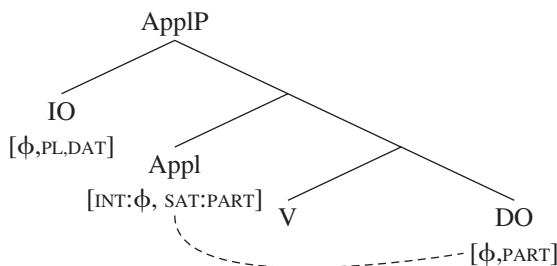 ApplP
IO
[ϕ,PL,DAT]
Appl
[INT:ϕ, SAT:PART]
V
DO
[ϕ,PART]